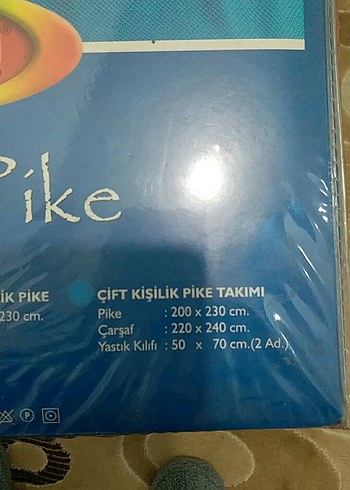 Pike
İK PİKE
230 cm.
ÇİFT KİŞİLİK PİKE TAKIMI
Pike : 200 x 230 cm.
Çarşaf : 220 x 240 cm.
Yastık Kılıfı : 50 x 70 cm.(2 Ad.)
P